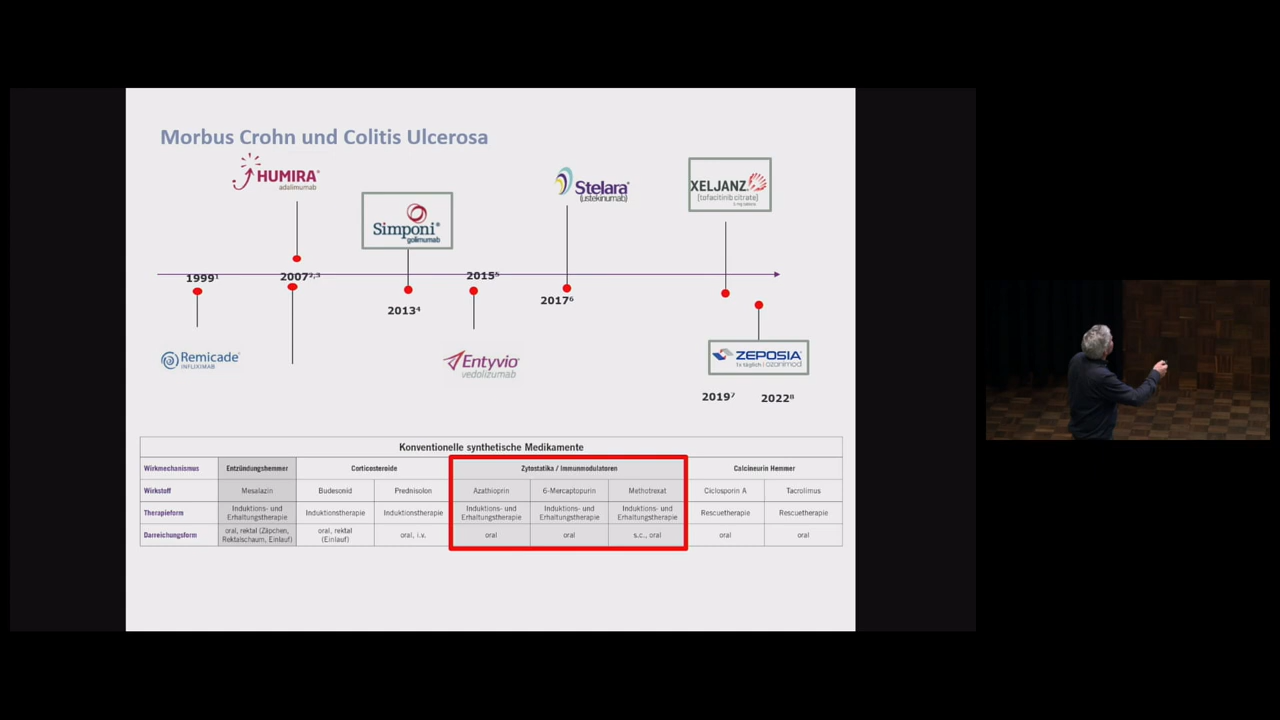 Morbus Crohn und Colitis Ulcerosa
HUMIRA®
adalimumab
Simponi®
golimumab
Stelara®
(ustekinumab)
XELJANZ®
[tofacitinib citrate]
5 mg tablets
1999¹
2007²,³
2013⁴
2015⁵
2017⁶
Remicade®
INFLIXIMAB
Entyvio®
vedolizumab
ZEPOSIA®
1x täglich | ozanimod
2019⁷
2022⁸
Konventionelle synthetische Medikamente
Wirkmechanismus Entzündungshemmer Corticosteroide Zytostatika / Immunmodulatoren Calcineurin Hemmer
Wirkstoff Mesalazin Budesonid Prednisolon Azathioprin 6-Mercaptopurin Methotrexat Ciclosporin A Tacrolimus
Therapieform Induktions- und Erhaltungstherapie Induktionstherapie Induktionstherapie Induktions- und Erhaltungstherapie Induktions- und Erhaltungstherapie Induktions- und Erhaltungstherapie Rescuetherapie Rescuetherapie
Darreichungsform oral, rektal (Zäpchen, Rektalschaum, Einlauf) oral, rektal (Einlauf) oral, i.v. oral oral s.c., oral oral oral